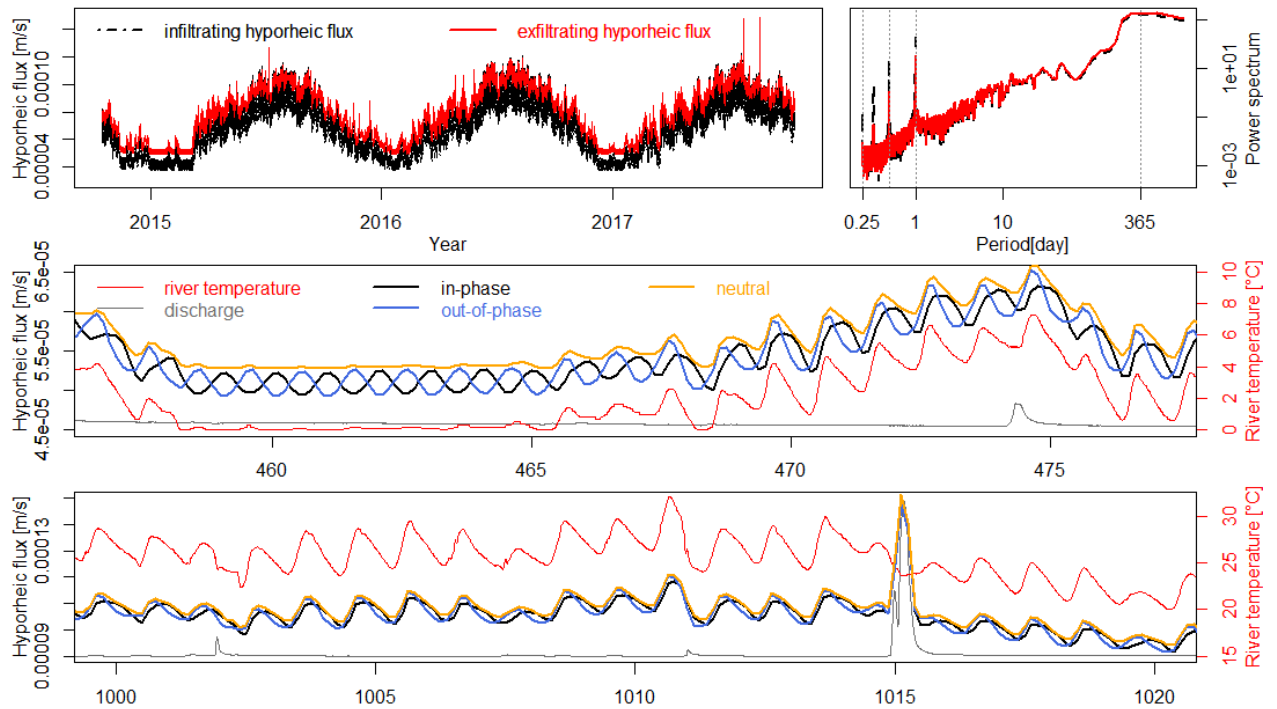 Hyporheic flux [m/s]
0.00004 0.00010
infiltrating hyporheic flux exfiltrating hyporheic flux
2015 2016 2017
Year
1e-03 1e+01
Power spectrum
0.25 1 10 365
Period[day]
Hyporheic flux [m/s]
4.5e-05 5.5e-05 6.5e-05
river temperature in-phase neutral
discharge out-of-phase
0 2 4 6 8 10
River temperature [°C]
460 465 470 475
Hyporheic flux [m/s]
0.00009 0.00013
15 20 25 30
River temperature [°C]
1000 1005 1010 1015 1020